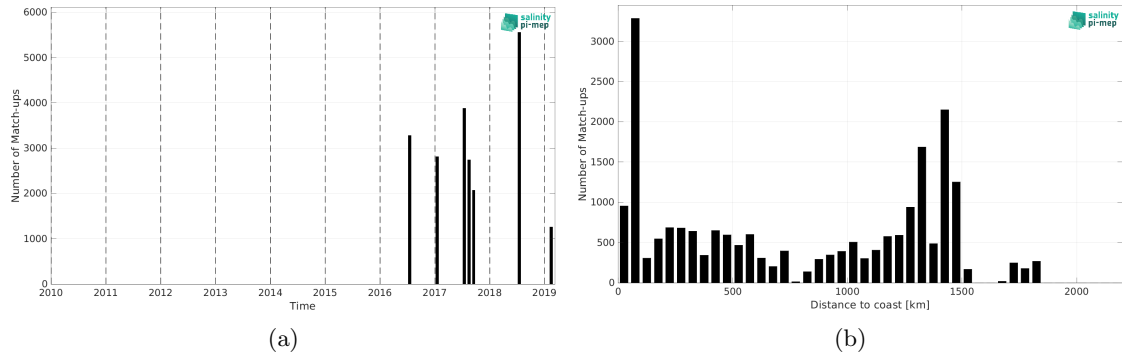 salinity
pi-mep
6000
5000
4000
3000
2000
1000
0
Number of Match-ups
2010 2011 2012 2013 2014 2015 2016 2017 2018 2019
Time
(a)
salinity
pi-mep
3000
2500
2000
1500
1000
500
0
Number of Match-ups
0 500 1000 1500 2000
Distance to coast [km]
(b)